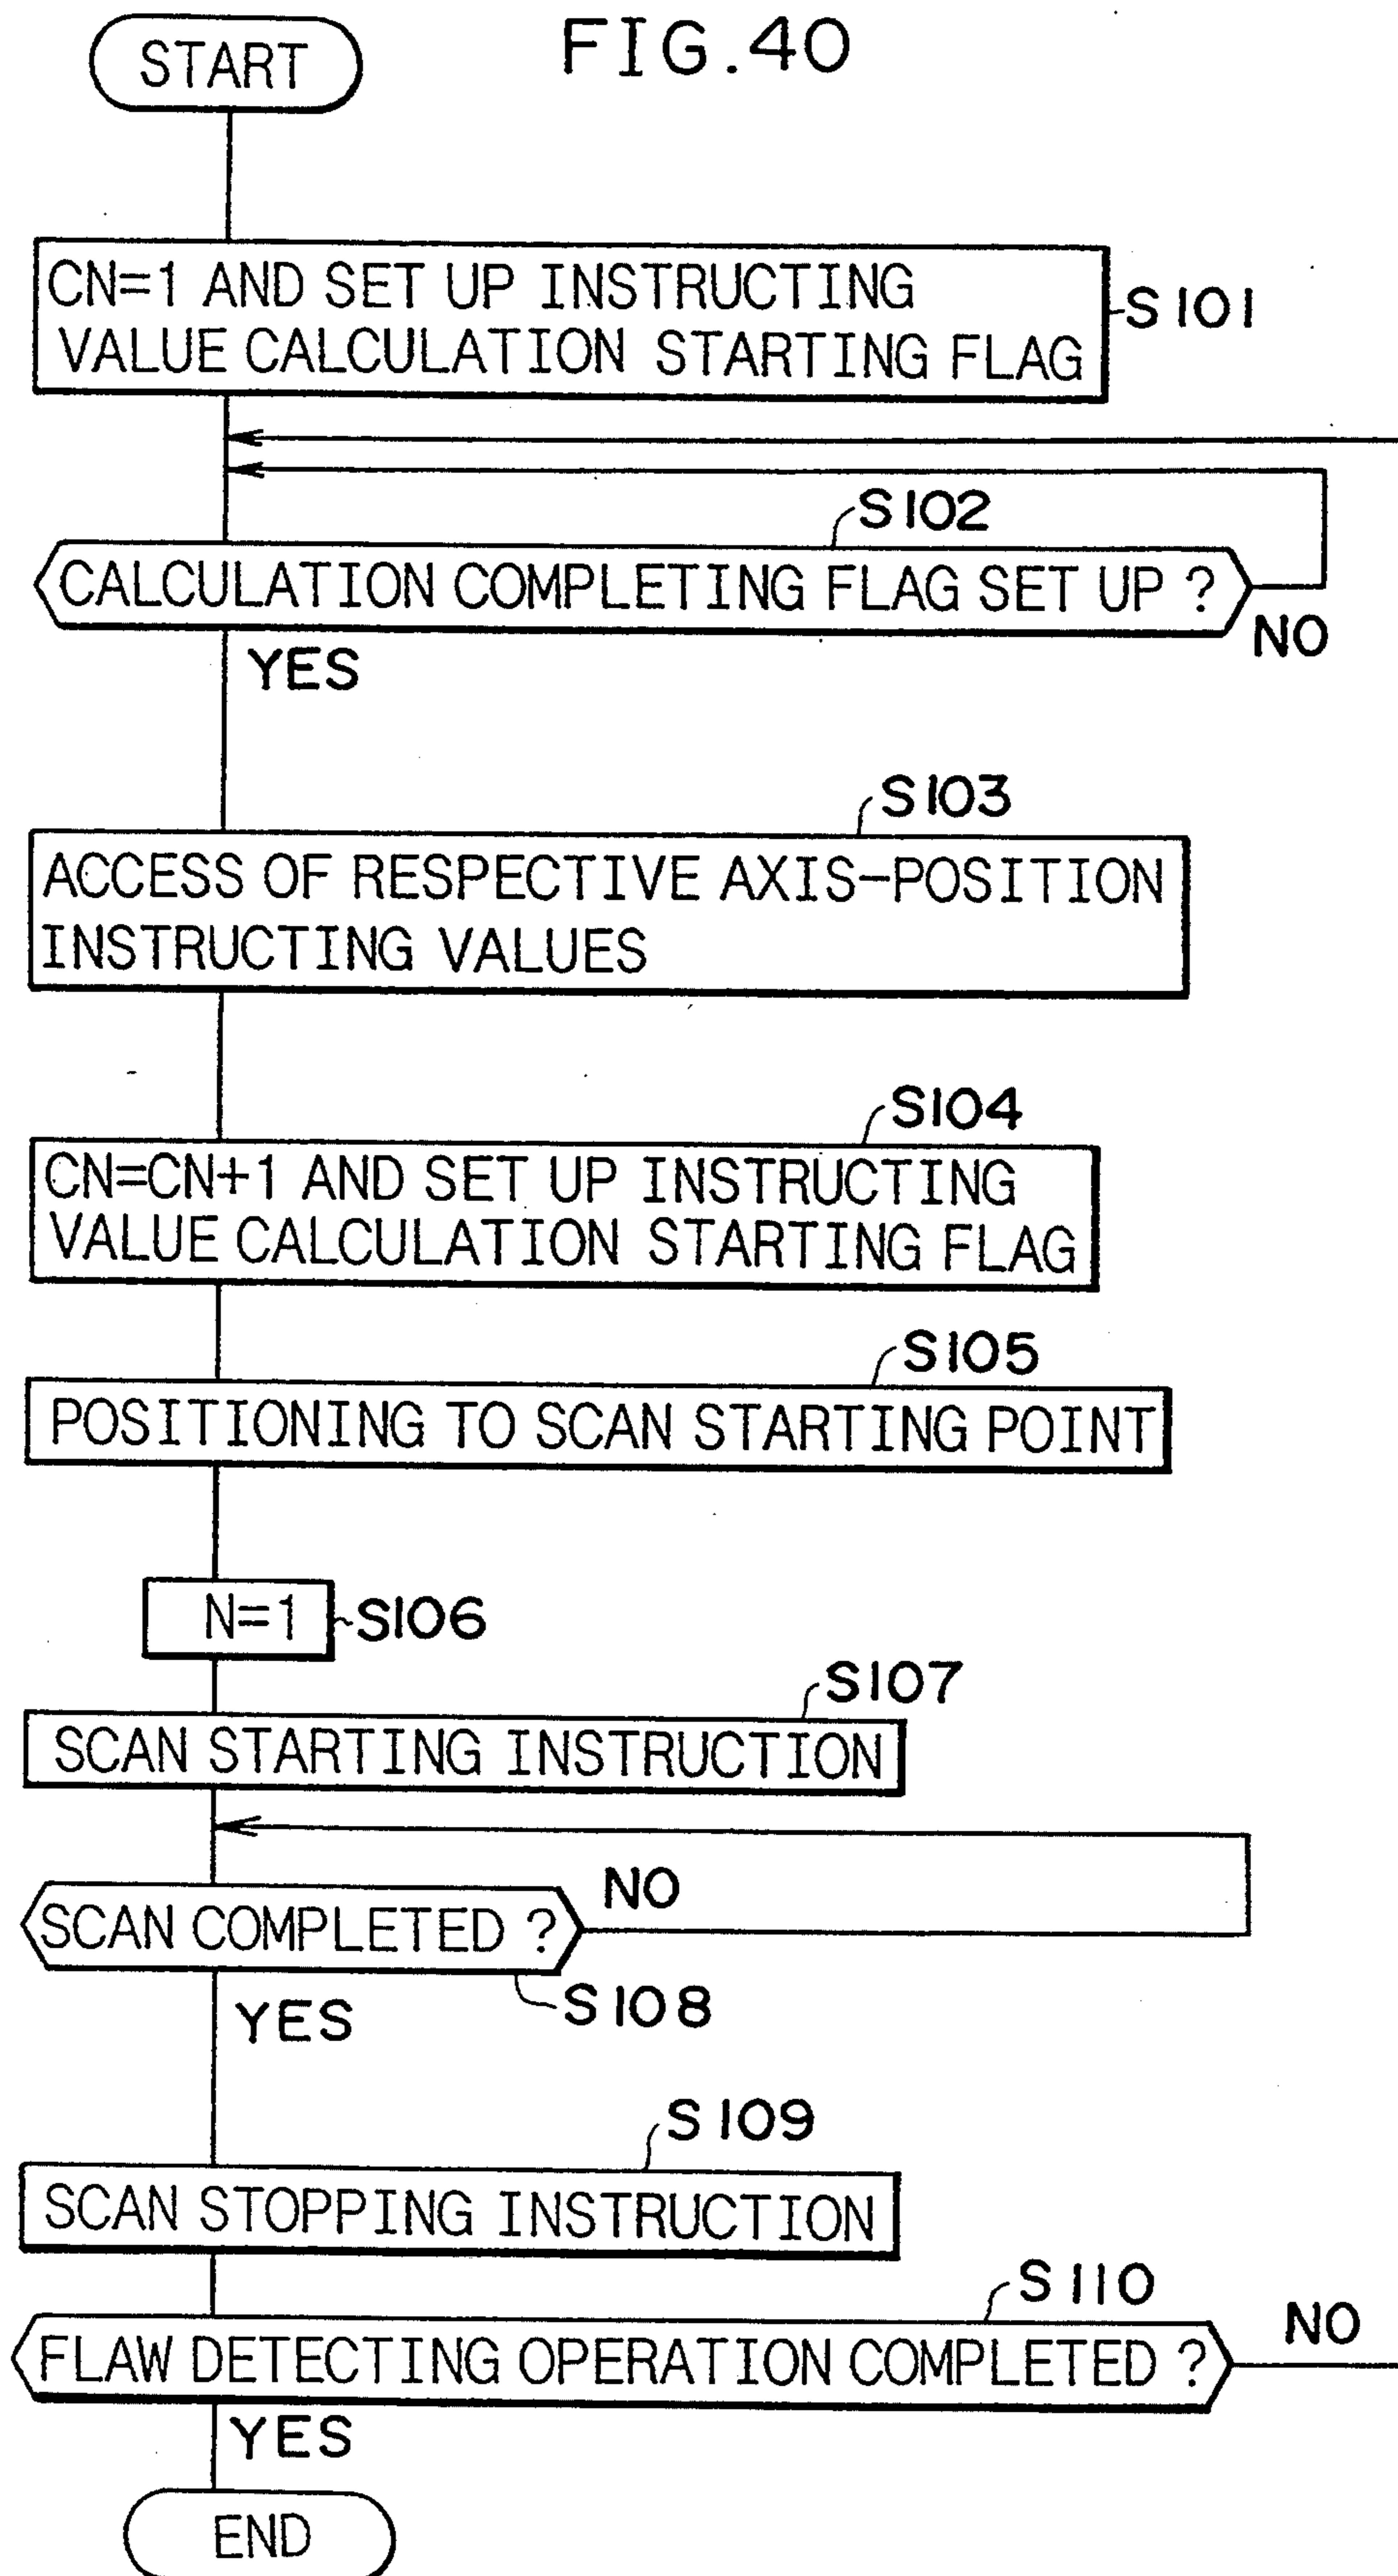 START
FIG.40
CN=1 AND SET UP INSTRUCTING
VALUE CALCULATION STARTING FLAG
S101
S102
CALCULATION COMPLETING FLAG SET UP ?
NO
YES
S103
ACCESS OF RESPECTIVE AXIS-POSITION
INSTRUCTING VALUES
S104
CN=CN+1 AND SET UP INSTRUCTING
VALUE CALCULATION STARTING FLAG
S105
POSITIONING TO SCAN STARTING POINT
N=1
S106
S107
SCAN STARTING INSTRUCTION
NO
SCAN COMPLETED ?
S108
YES
S109
SCAN STOPPING INSTRUCTION
S110
NO
FLAW DETECTING OPERATION COMPLETED ?
YES
END